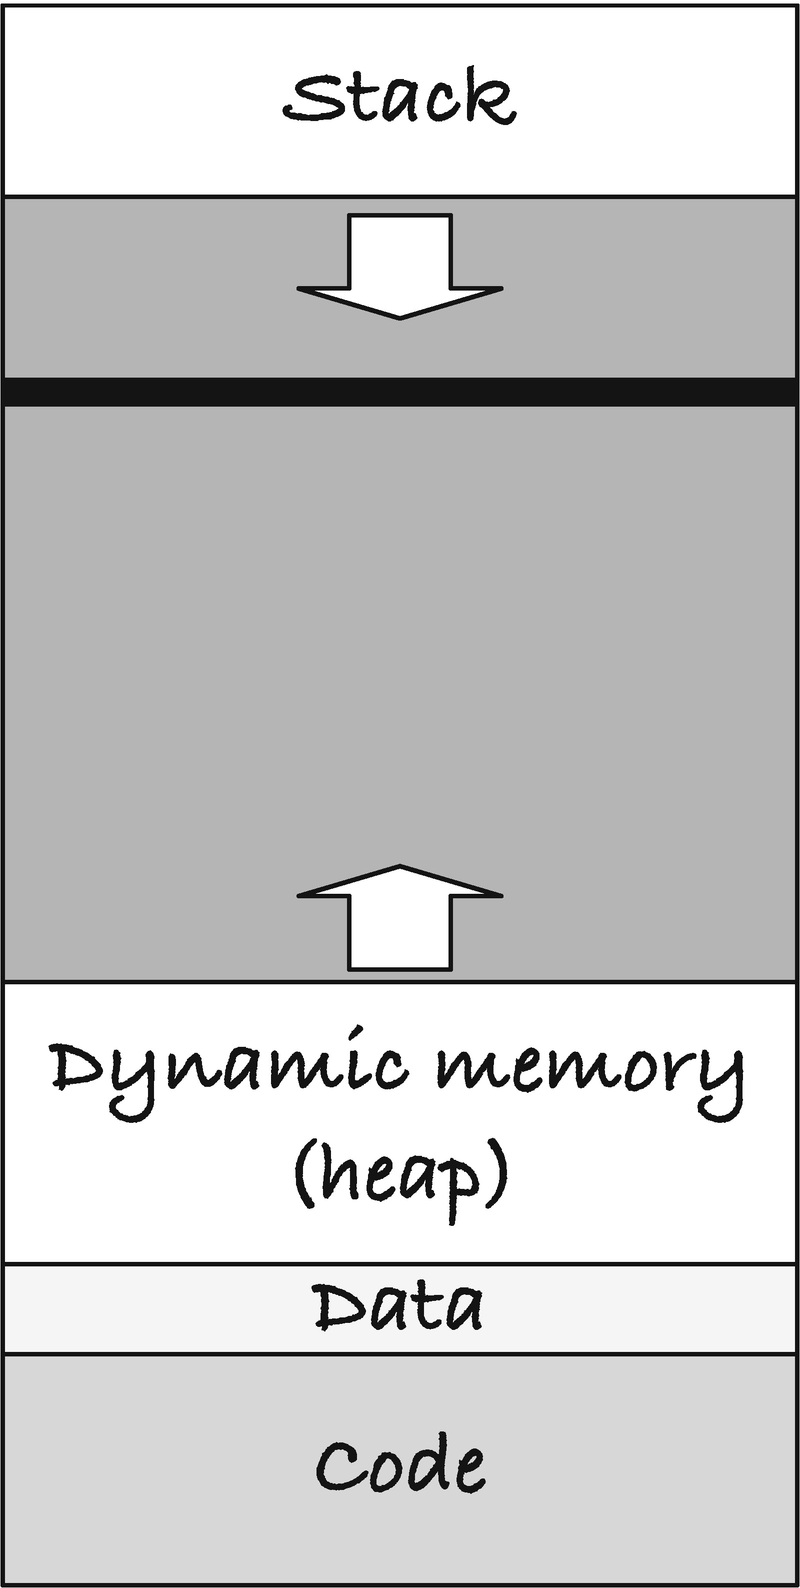 Stack
Dynamic memory
(heap)
Data
Code